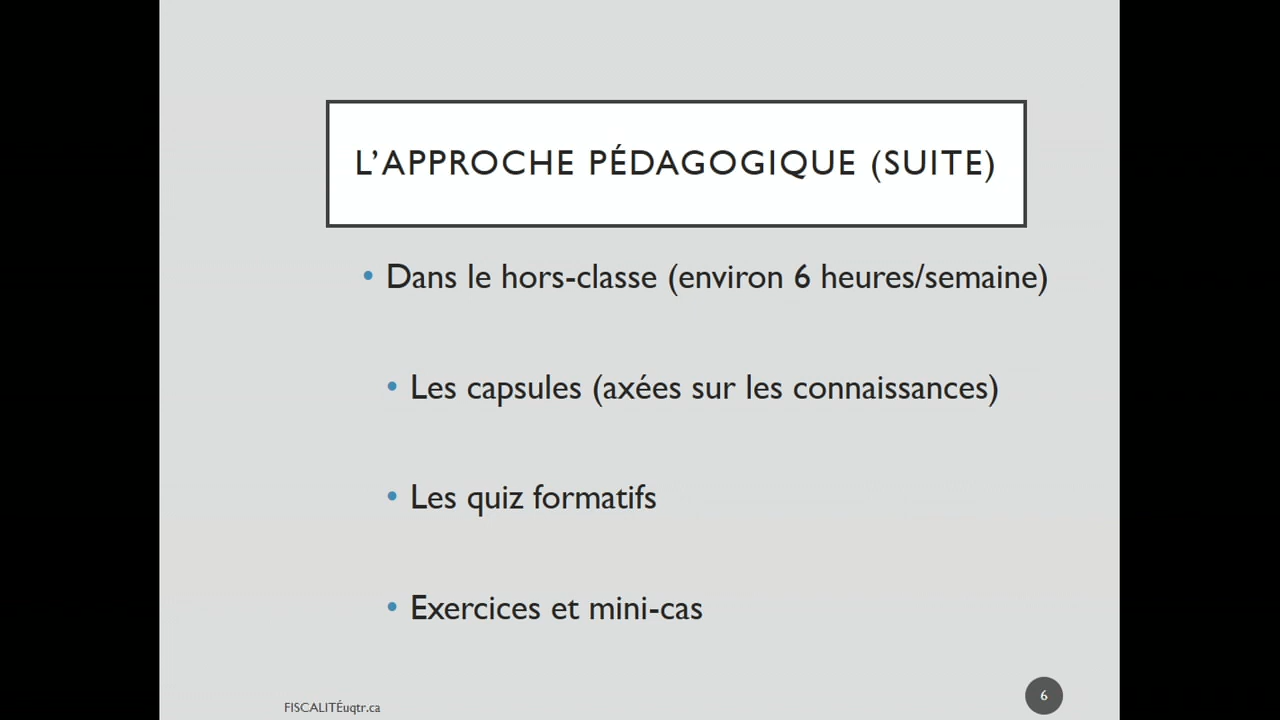 L’APPROCHE PÉDAGOGIQUE (SUITE)
• Dans le hors-classe (environ 6 heures/semaine)
• Les capsules (axées sur les connaissances)
• Les quiz formatifs
• Exercices et mini-cas
FISCALITÉuqtr.ca
6